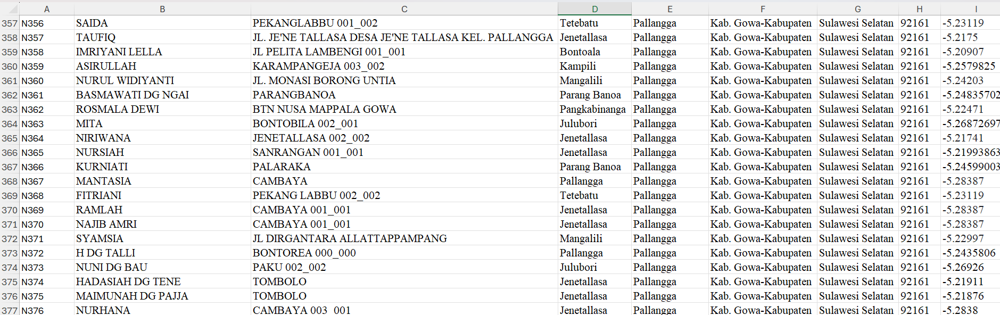 A B C D E F G H I
357 N356 SAIDA PEKANGLABBU 001_002 Tetebatu Pallangga Kab. Gowa-Kabupaten Sulawesi Selatan 92161 -5.23119
358 N357 TAUFIQ JL. JE'NE TALLASA DESA JE'NE TALLASA KEL. PALLANGGA Jenetallasa Pallangga Kab. Gowa-Kabupaten Sulawesi Selatan 92161 -5.2175
359 N358 IMRIYANI LELLA JL PELITA LAMBENGI 001_001 Bontoala Pallangga Kab. Gowa-Kabupaten Sulawesi Selatan 92161 -5.20907
360 N359 ASIRULLAH KARAMPANGEJA 003_002 Kampili Pallangga Kab. Gowa-Kabupaten Sulawesi Selatan 92161 -5.2579825
361 N360 NURUL WIDIYANTI JL. MONASI BORONG UNTIA Mangalili Pallangga Kab. Gowa-Kabupaten Sulawesi Selatan 92161 -5.24203
362 N361 BASMAWATI DG NGAI PARANGBANOA Parang Banoa Pallangga Kab. Gowa-Kabupaten Sulawesi Selatan 92161 -5.24835702
363 N362 ROSMALA DEWI BTN NUSA MAPPALA GOWA Pangkabinanga Pallangga Kab. Gowa-Kabupaten Sulawesi Selatan 92161 -5.22471
364 N363 MITA BONTOBILA 002_001 Julubori Pallangga Kab. Gowa-Kabupaten Sulawesi Selatan 92161 -5.26872697
365 N364 NIRIWANA JENETALLASA 002_002 Jenetallasa Pallangga Kab. Gowa-Kabupaten Sulawesi Selatan 92161 -5.21741
366 N365 NURSIAH SANRANGAN 001_001 Jenetallasa Pallangga Kab. Gowa-Kabupaten Sulawesi Selatan 92161 -5.21993863
367 N366 KURNIATI PALARAKA Parang Banoa Pallangga Kab. Gowa-Kabupaten Sulawesi Selatan 92161 -5.24599003
368 N367 MANTASIA CAMBAYA Pallangga Pallangga Kab. Gowa-Kabupaten Sulawesi Selatan 92161 -5.28387
369 N368 FITRIANI PEKANG LABBU 002_002 Tetebatu Pallangga Kab. Gowa-Kabupaten Sulawesi Selatan 92161 -5.23119
370 N369 RAMLAH CAMBAYA 001_001 Jenetallasa Pallangga Kab. Gowa-Kabupaten Sulawesi Selatan 92161 -5.28387
371 N370 NAJIB AMRI CAMBAYA 001_001 Jenetallasa Pallangga Kab. Gowa-Kabupaten Sulawesi Selatan 92161 -5.28387
372 N371 SYAMSIA JL DIRGANTARA ALLATTAPPAMPANG Mangalili Pallangga Kab. Gowa-Kabupaten Sulawesi Selatan 92161 -5.22997
373 N372 H DG TALLI BONTOREA 000_000 Pallangga Pallangga Kab. Gowa-Kabupaten Sulawesi Selatan 92161 -5.2435806
374 N373 NUNI DG BAU PAKU 002_002 Julubori Pallangga Kab. Gowa-Kabupaten Sulawesi Selatan 92161 -5.26926
375 N374 HADASIAH DG TENE TOMBOLO Jenetallasa Pallangga Kab. Gowa-Kabupaten Sulawesi Selatan 92161 -5.21911
376 N375 MAIMUNAH DG PAJJA TOMBOLO Jenetallasa Pallangga Kab. Gowa-Kabupaten Sulawesi Selatan 92161 -5.21876
377 N376 NURHANA CAMBAYA 003_001 Jenetallasa Pallangga Kab. Gowa-Kabupaten Sulawesi Selatan 92161 -5.2838